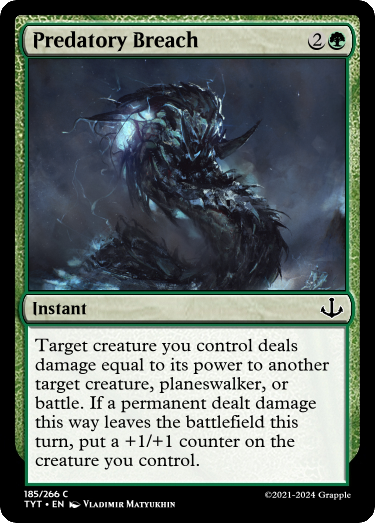 Predatory Breach 2
Instant
Target creature you control deals
damage equal to its power to another
target creature, planeswalker, or
battle. If a permanent dealt damage
this way leaves the battlefield this
turn, put a +1/+1 counter on the
creature you control.
185/266 C
TYT • EN Vladimir Matyukhin
©2021-2024 Grapple